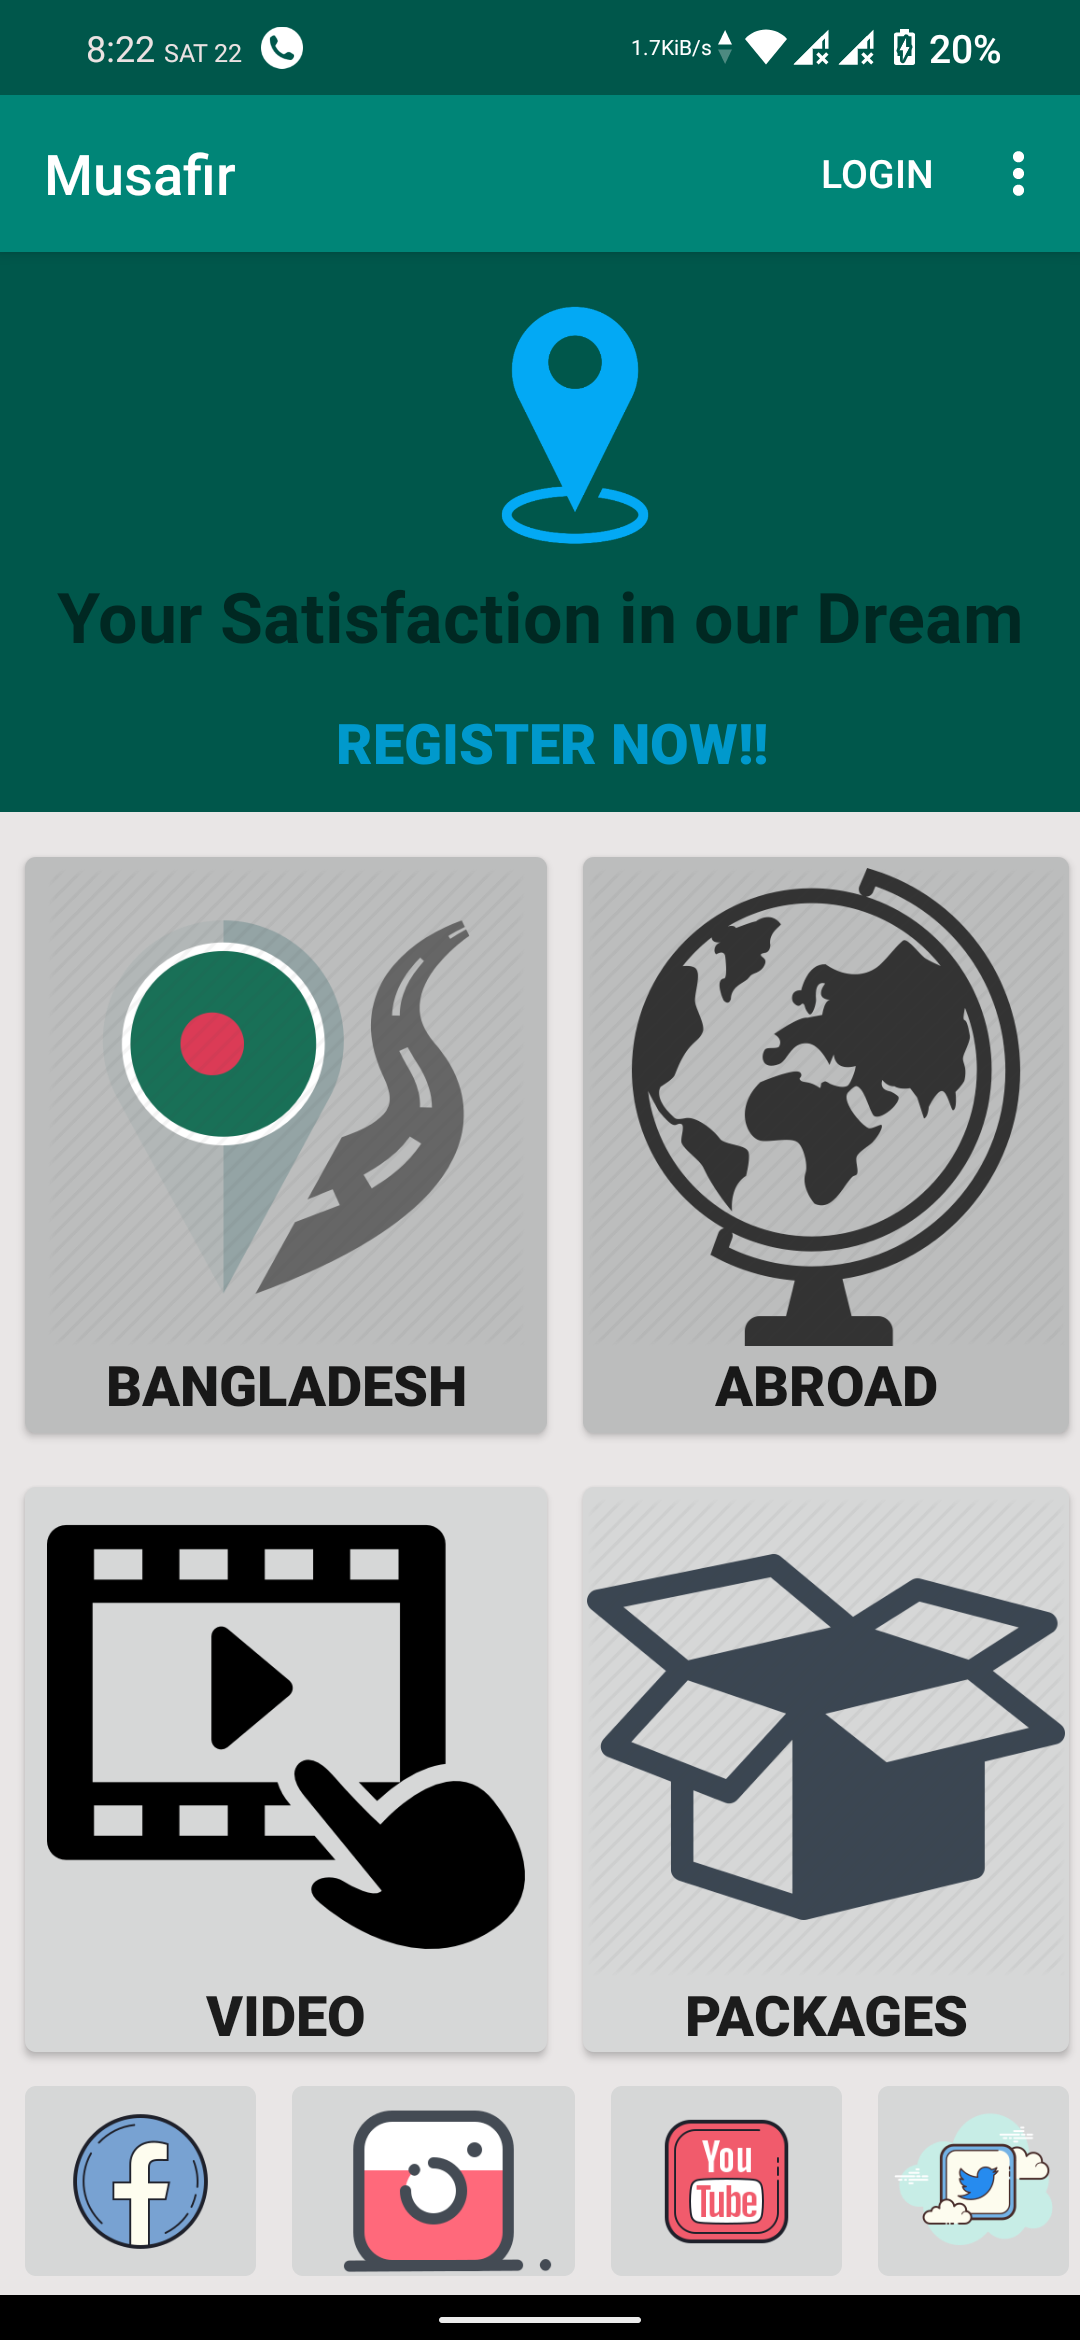 8:22 SAT 22 1.7KiB/s 20%
Musafir LOGIN
Your Satisfaction in our Dream
REGISTER NOW!!
BANGLADESH ABROAD
VIDEO PACKAGES
You
Tube